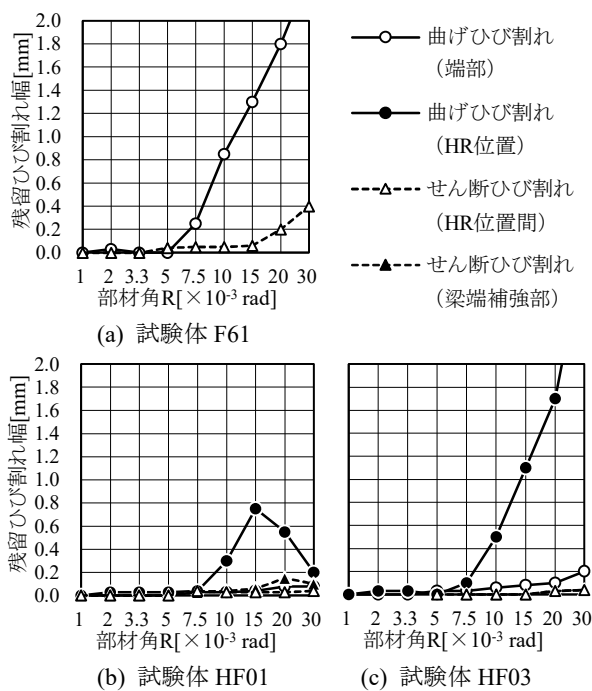 2.0
1.8
1.6
1.4
1.2
1.0
0.8
0.6
0.4
0.2
0.0
残留ひび割れ幅[mm]
1 2 3.3 5 7.5 10 15 20 30
部材角R[×10-3 rad]
(a) 試験体 F61
曲げひび割れ
（端部）
曲げひび割れ
（HR位置）
せん断ひび割れ
（HR位置間）
せん断ひび割れ
（梁端補強部）
2.0
1.8
1.6
1.4
1.2
1.0
0.8
0.6
0.4
0.2
0.0
残留ひび割れ幅[mm]
1 2 3.3 5 7.5 10 15 20 30
部材角R[×10-3 rad]
(b) 試験体 HF01
1 2 3.3 5 7.5 10 15 20 30
部材角R[×10-3 rad]
(c) 試験体 HF03